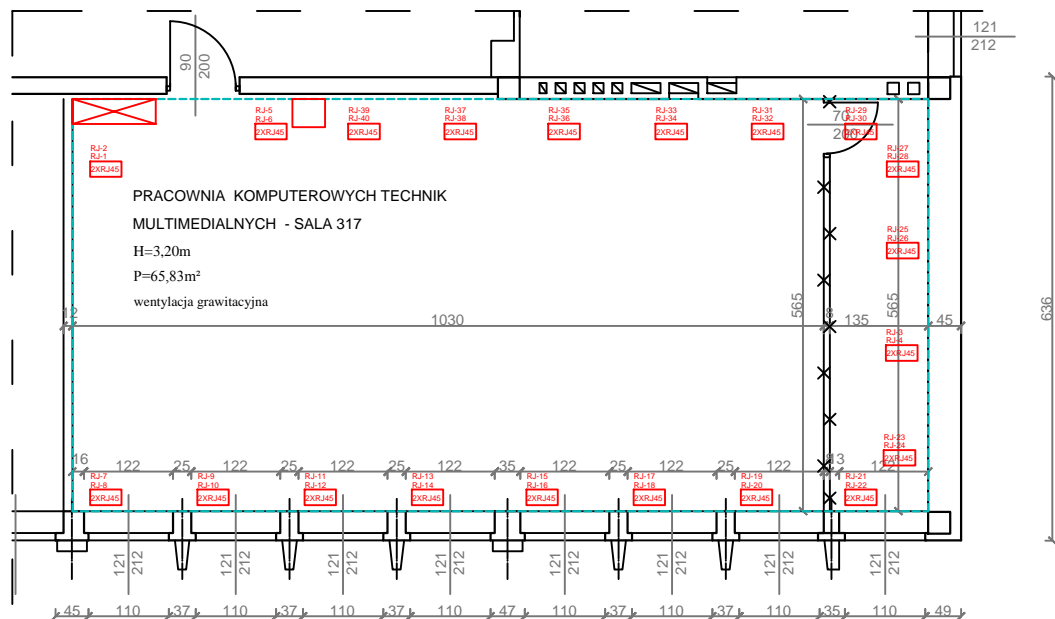 121
212
90
200
RJ-5
RJ-6
2XRJ45
RJ-39
RJ-40
2XRJ45
RJ-37
RJ-38
2XRJ45
RJ-35
RJ-36
2XRJ45
RJ-33
RJ-34
2XRJ45
RJ-31
RJ-32
2XRJ45
70
200
RJ-29
RJ-30
2XRJ45
RJ-2
RJ-1
2XRJ45
RJ-27
RJ-28
2XRJ45
PRACOWNIA KOMPUTEROWYCH TECHNIK
MULTIMEDIALNYCH - SALA 317
H=3,20m
P=65,83m²
wentylacja grawitacyjna
RJ-25
RJ-26
2XRJ45
12
1030
565
8
135
565
45
636
RJ-3
RJ-4
2XRJ45
RJ-23
RJ-24
2XRJ45
16
122
25
122
25
122
25
122
35
122
25
122
25
122
13
122
RJ-7
RJ-8
2XRJ45
RJ-9
RJ-10
2XRJ45
RJ-11
RJ-12
2XRJ45
RJ-13
RJ-14
2XRJ45
RJ-15
RJ-16
2XRJ45
RJ-17
RJ-18
2XRJ45
RJ-19
RJ-20
2XRJ45
RJ-21
RJ-22
2XRJ45
121
212
121
212
121
212
121
212
121
212
121
212
121
212
121
212
45
110
37
110
37
110
37
110
47
110
37
110
37
110
35
110
49